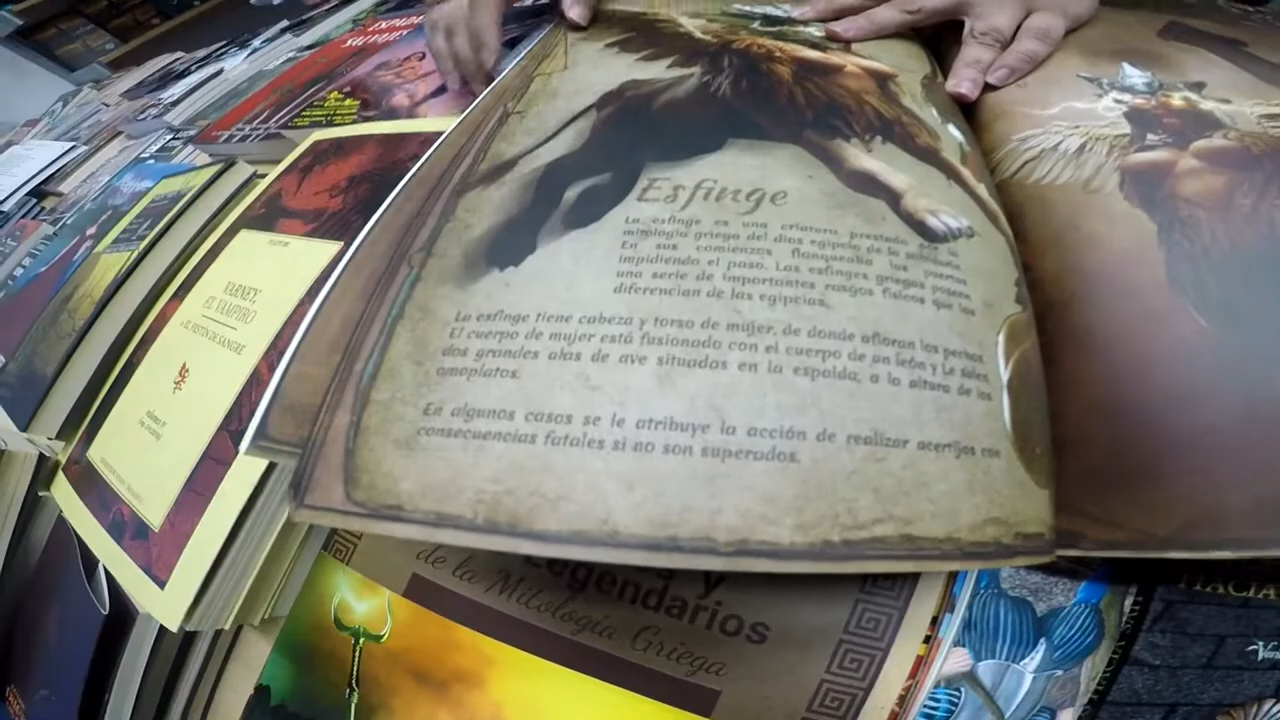 ESPADA
SALVAJE
VARNEY,
EL VAMPIRO
o EL FESTÍN DE SANGRE
Esfinge
La esfinge es una criatura prestada por la
mitología griega del dios egipcio de la
En sus comienzos flanqueaba las puertas
impidiendo el paso. Las esfinges griegas poseen
una serie de importantes rasgos físicos que las
diferencian de las egipcias.
La esfinge tiene cabeza y torso de mujer, de donde afloran los pechos.
El cuerpo de mujer está fusionado con el cuerpo de un león y le salen
dos grandes alas de ave situadas en la espalda, a la altura de los
omoplatos.
En algunos casos se le atribuye la acción de realizar acertijos con
consecuencias fatales si no son superados.
y
Legendarios
de la Mitología Griega
HACIA